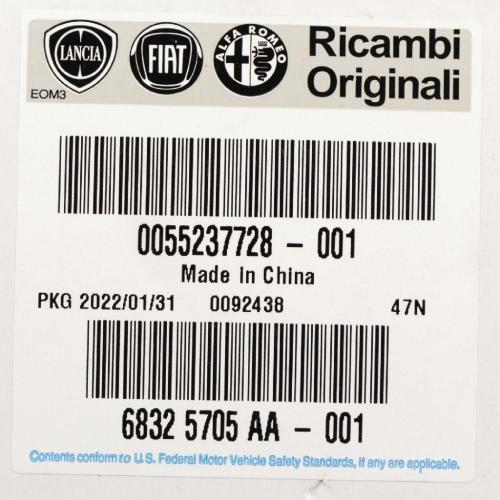 LANCIA FIAT ALFA ROMEO Ricambi
EOM3 Originali
0055237728 - 001
Made In China
PKG 2022/01/31 0092438 47N
6832 5705 AA - 001
Contents conform to U.S. Federal Motor Vehicle Safety Standards, if any are applicable.